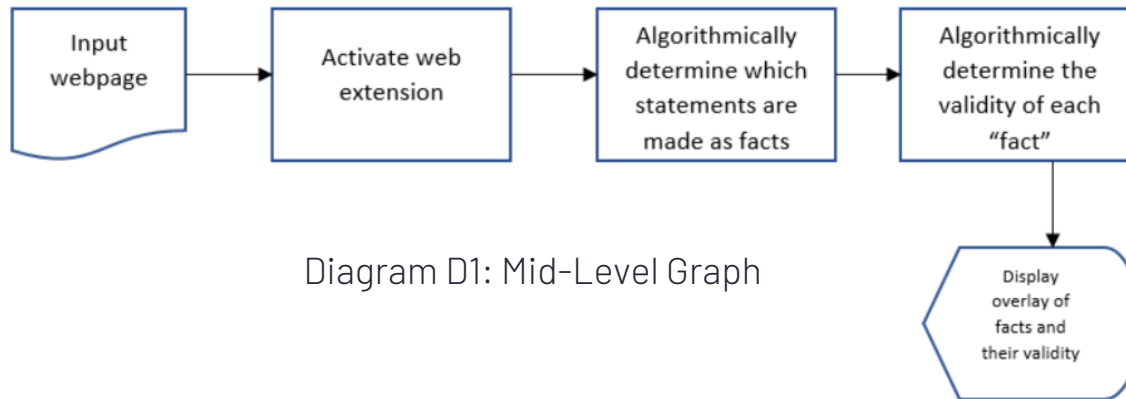 Input
webpage
Activate web
extension
Algorithmically
determine which
statements are
made as facts
Algorithmically
determine the
validity of each
“fact”
Diagram D1: Mid-Level Graph
Display
overlay of
facts and
their validity